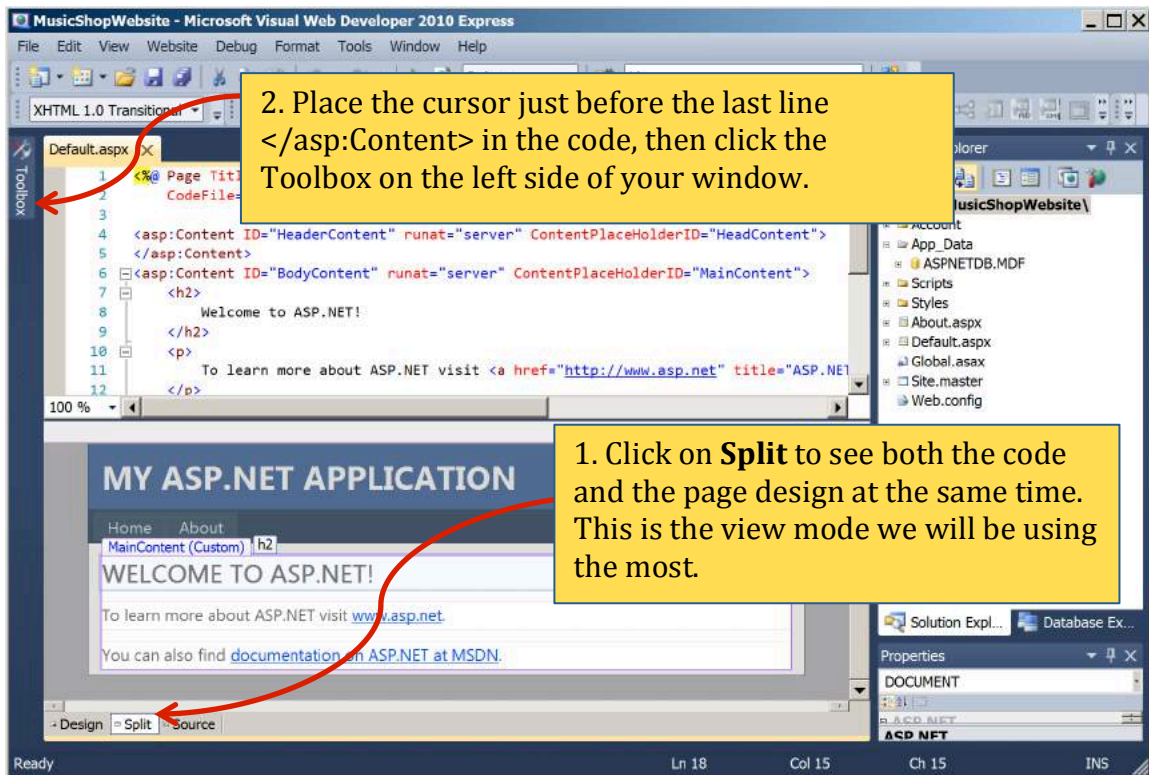 MusicShopWebsite - Microsoft Visual Web Developer 2010 Express
File Edit View Website Debug Format Tools Window Help
XHTML 1.0 Transitional
2. Place the cursor just before the last line
</asp:Content> in the code, then click the
Toolbox on the left side of your window.
Toolbox
Default.aspx
1 <%@ Page Titl
2 CodeFile=
3
4 <asp:Content ID="HeaderContent" runat="server" ContentPlaceHolderID="HeadContent">
5 </asp:Content>
6 <asp:Content ID="BodyContent" runat="server" ContentPlaceHolderID="MainContent">
7 <h2>
8 Welcome to ASP.NET!
9 </h2>
10 <p>
11 To learn more about ASP.NET visit <a href="http://www.asp.net" title="ASP.NET
12 </p>
100 %
usicShopWebsite\
Account
App_Data
ASPNETDB.MDF
Scripts
Styles
About.aspx
Default.aspx
Global.asax
Site.master
Web.config
1. Click on Split to see both the code
and the page design at the same time.
This is the view mode we will be using
the most.
MY ASP.NET APPLICATION
Home About
MainContent (Custom) h2
WELCOME TO ASP.NET!
To learn more about ASP.NET visit www.asp.net.
You can also find documentation on ASP.NET at MSDN.
Design Split Source
Solution Expl... Database Ex...
Properties
DOCUMENT
ASP.NET
ASP.NET
Ready Ln 18 Col 15 Ch 15 INS